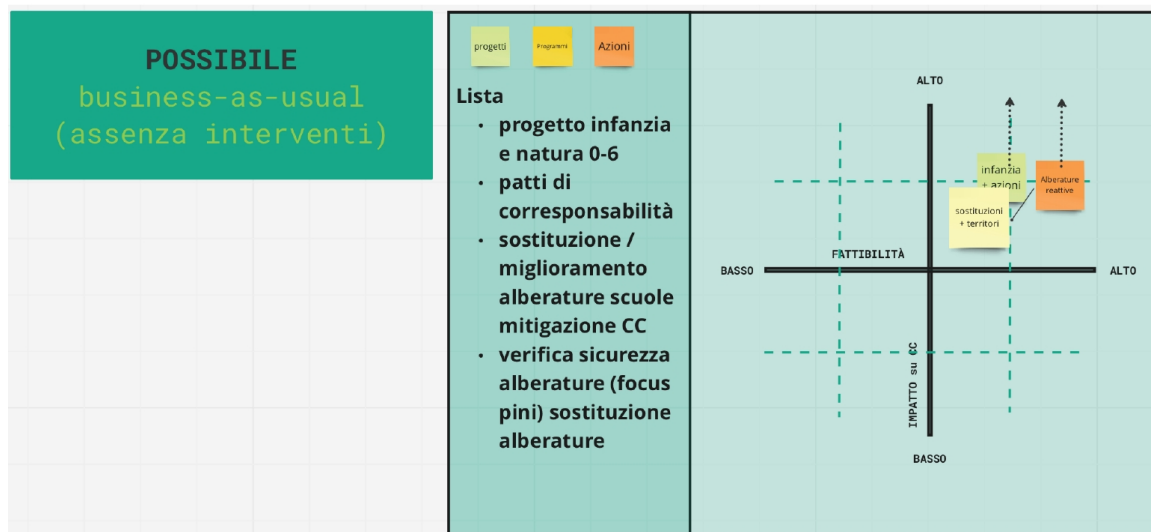 POSSIBILE
business-as-usual
(assenza interventi)
progetti
Programmi
Azioni
Lista
• progetto infanzia
e natura 0-6
• patti di
corresponsabilità
• sostituzione /
miglioramento
alberature scuole
mitigazione CC
• verifica sicurezza
alberature (focus
pini) sostituzione
alberature
ALTO
infanzia
+ azioni
Alberature
reattive
sostituzioni
+ territori
FATTIBILITÀ
BASSO
ALTO
IMPATTO su CC
BASSO